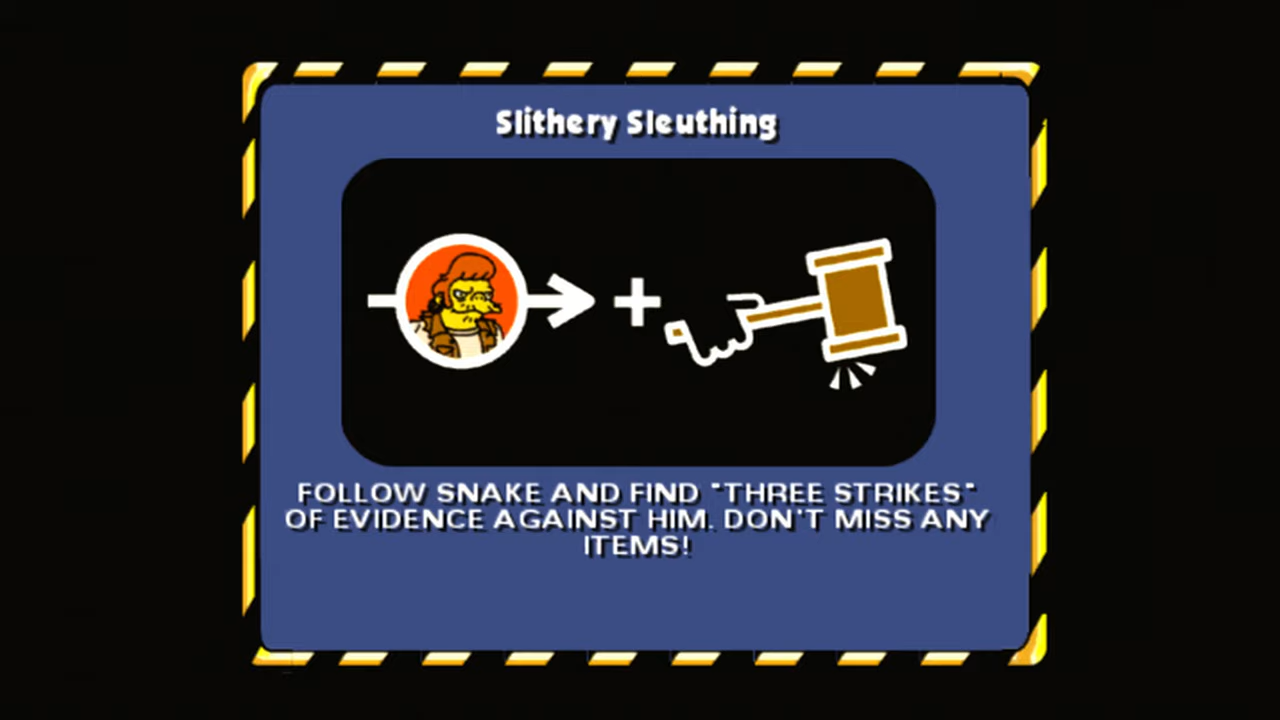 Slithery Sleuthing
FOLLOW SNAKE AND FIND "THREE STRIKES"
OF EVIDENCE AGAINST HIM. DON'T MISS ANY
ITEMS!